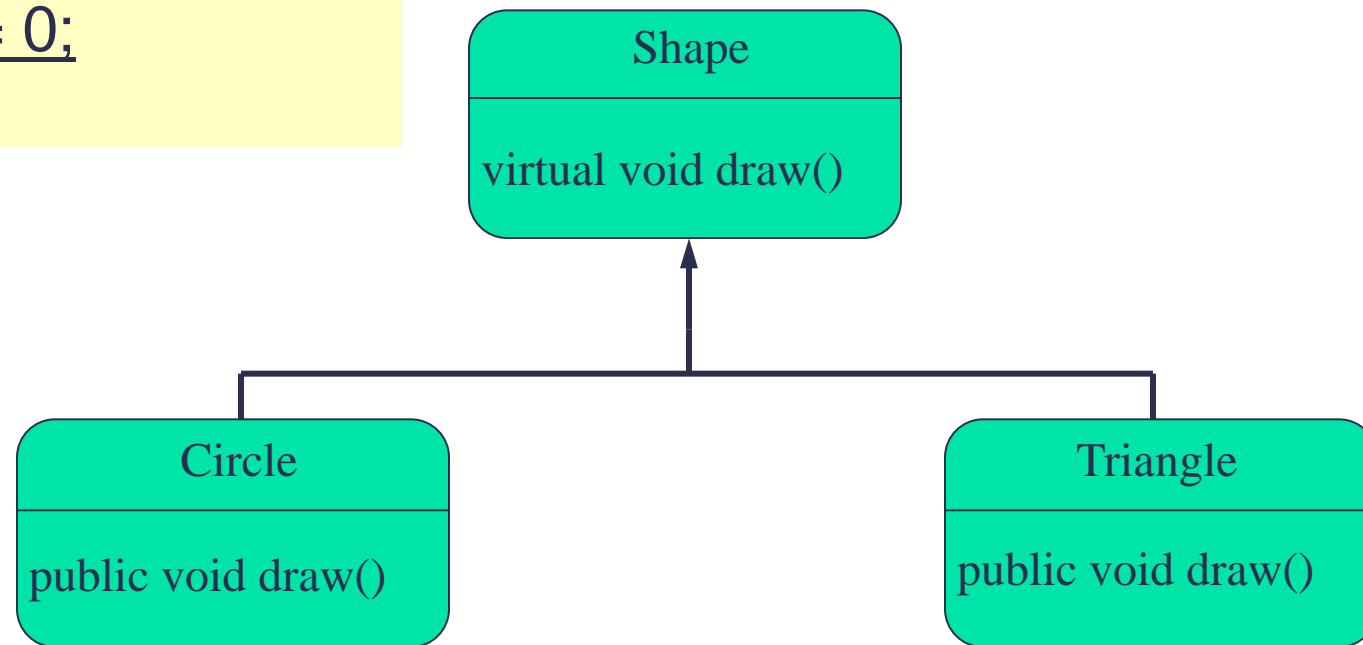 = 0;
Shape
virtual void draw()
Circle
public void draw()
Triangle
public void draw()